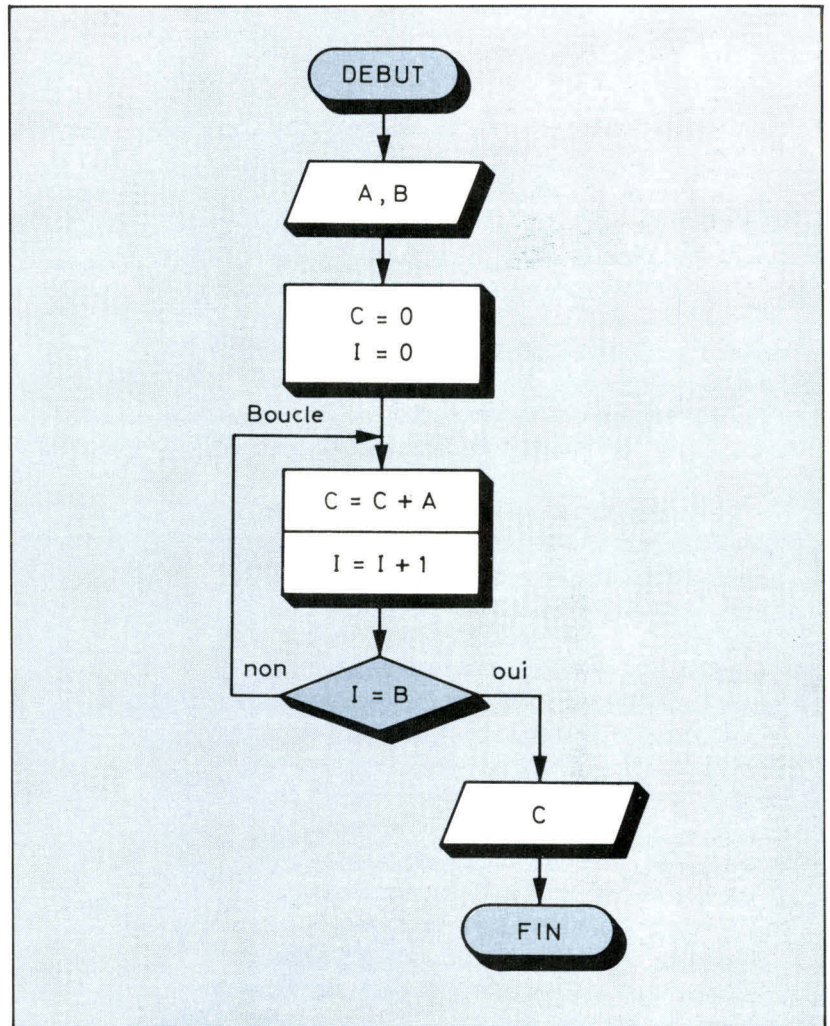 DEBUT
A, B
C = 0
I = 0
Boucle
C = C + A
I = I + 1
non
I = B
oui
C
FIN